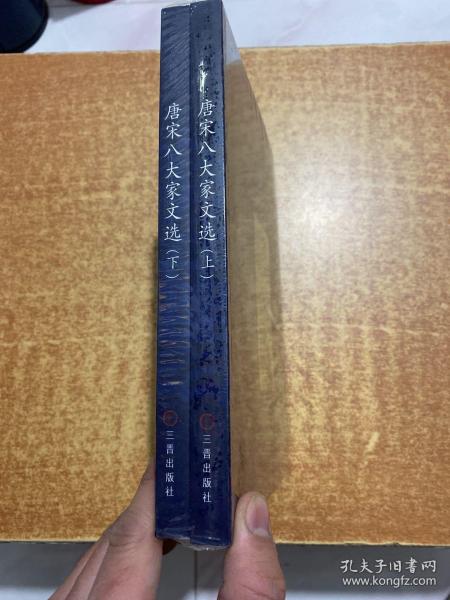 唐宋八大家文选（下）
三晋出版社
唐宋八大家文选（上）
三晋出版社
孔夫子旧书网
www.kongfz.com